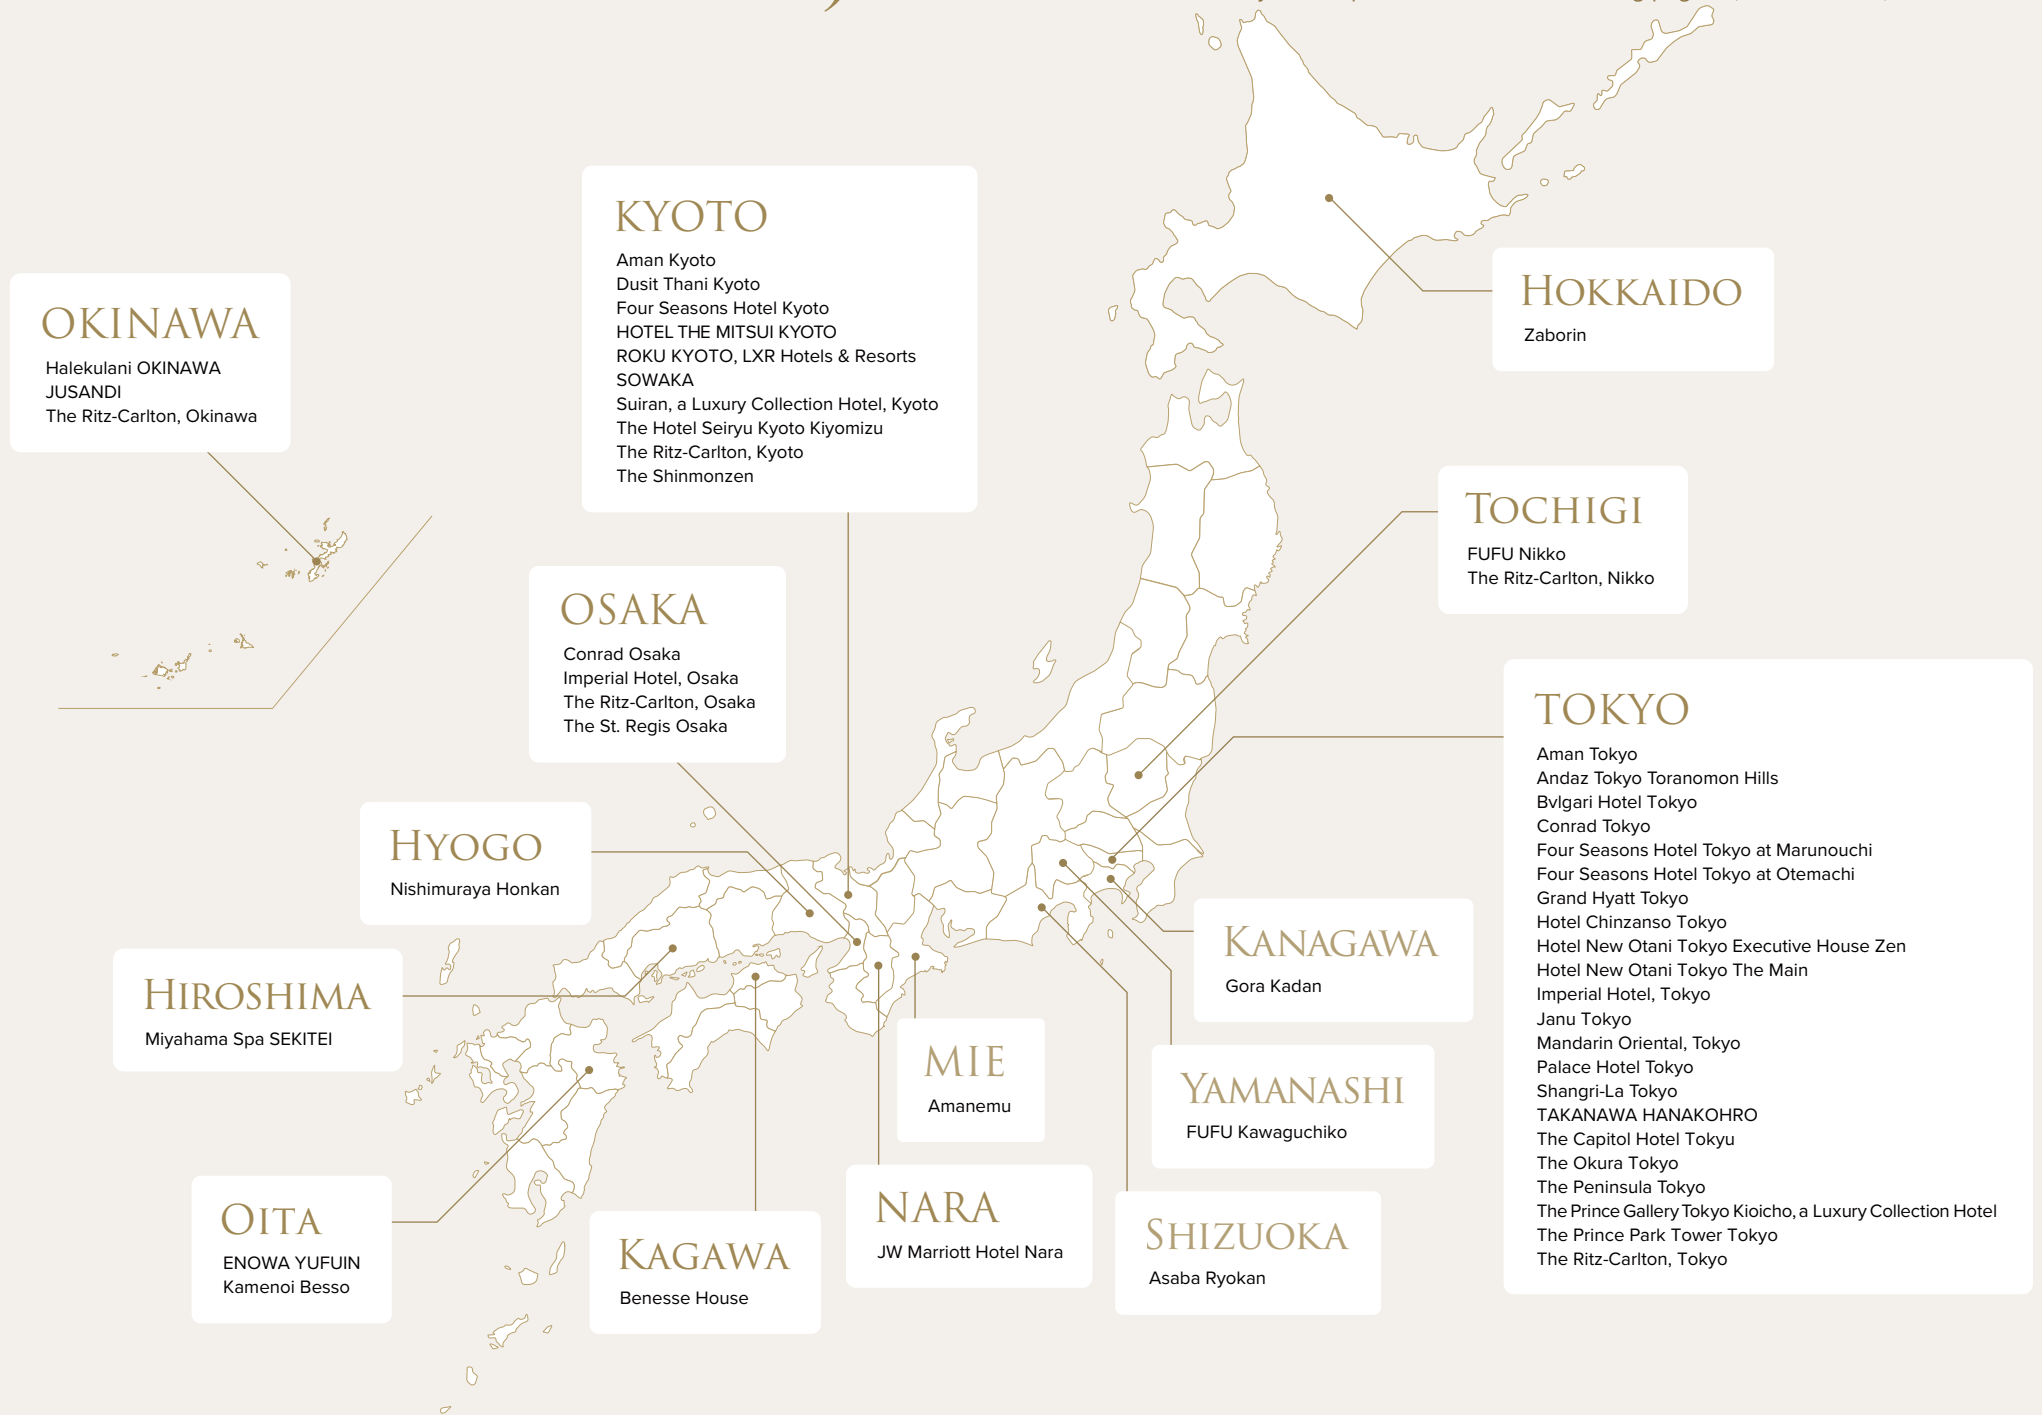 HOKKAIDO
Zaborin
KYOTO
Aman Kyoto
Dusit Thani Kyoto
Four Seasons Hotel Kyoto
HOTEL THE MITSUI KYOTO
ROKU KYOTO, LXR Hotels & Resorts
SOWAKA
Suiran, a Luxury Collection Hotel, Kyoto
The Hotel Seiryu Kyoto Kiyomizu
The Ritz-Carlton, Kyoto
The Shinmonzen
OKINAWA
Halekulani OKINAWA
JUSANDI
The Ritz-Carlton, Okinawa
TOCHIGI
FUFU Nikko
The Ritz-Carlton, Nikko
OSAKA
Conrad Osaka
Imperial Hotel, Osaka
The Ritz-Carlton, Osaka
The St. Regis Osaka
TOKYO
Aman Tokyo
Andaz Tokyo Toranomon Hills
Bvlgari Hotel Tokyo
Conrad Tokyo
Four Seasons Hotel Tokyo at Marunouchi
Four Seasons Hotel Tokyo at Otemachi
Grand Hyatt Tokyo
Hotel Chinzanso Tokyo
Hotel New Otani Tokyo Executive House Zen
Hotel New Otani Tokyo The Main
Imperial Hotel, Tokyo
Janu Tokyo
Mandarin Oriental, Tokyo
Palace Hotel Tokyo
Shangri-La Tokyo
TAKANAWA HANAKOHRO
The Capitol Hotel Tokyu
The Okura Tokyo
The Peninsula Tokyo
The Prince Gallery Tokyo Kioicho, a Luxury Collection Hotel
The Prince Park Tower Tokyo
The Ritz-Carlton, Tokyo
HYOGO
Nishimuraya Honkan
KANAGAWA
Gora Kadan
HIROSHIMA
Miyahama Spa SEKITEI
MIE
Amanemu
YAMANASHI
FUFU Kawaguchiko
OITA
ENOWA YUFUIN
Kamenoi Besso
KAGAWA
Benesse House
NARA
JW Marriott Hotel Nara
SHIZUOKA
Asaba Ryokan